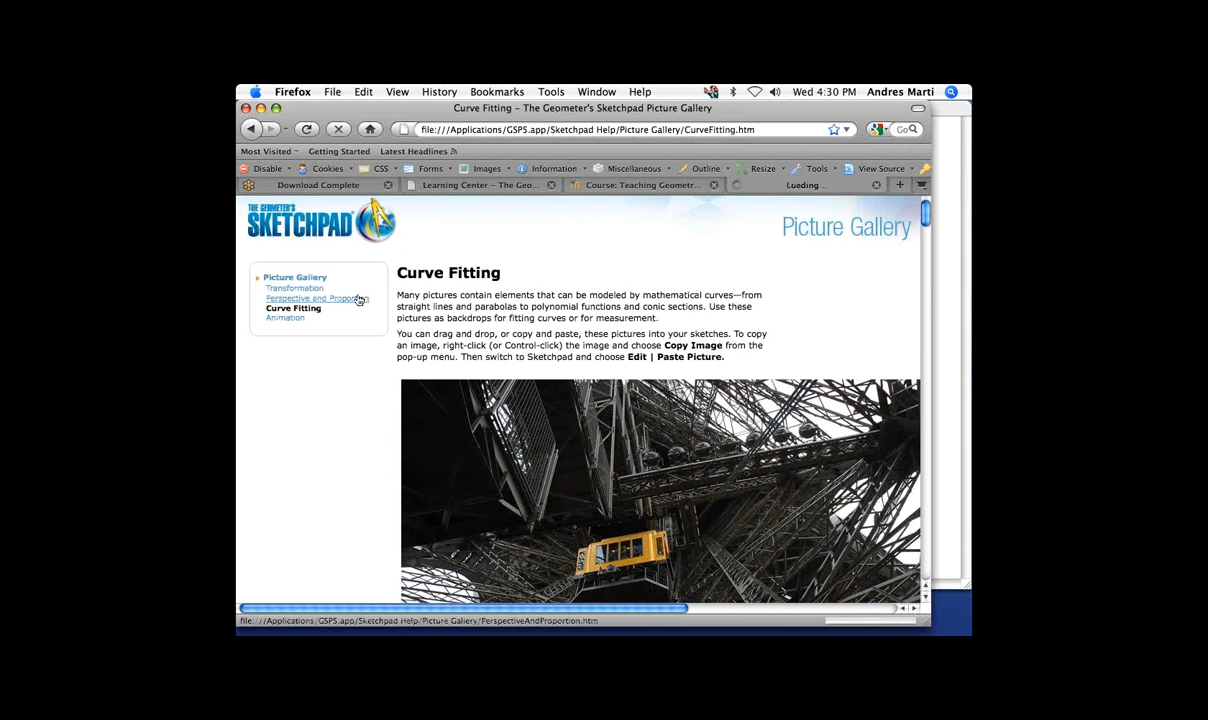 Firefox File Edit View History Bookmarks Tools Window Help Wed 4:30 PM Andres Marti
Curve Fitting – The Geometer's Sketchpad Picture Gallery
file:///Applications/GSP5.app/Sketchpad Help/Picture Gallery/CurveFitting.htm Go
Most Visited Getting Started Latest Headlines
Disable Cookies CSS Forms Images Information Miscellaneous Outline Resize Tools View Source
Download Complete Learning Center – The Geo... Course: Teaching Geometr... Loading...
THE GEOMETER'S
SKETCHPAD
Picture Gallery
Picture Gallery
Transformation
Perspective and Proportion
Curve Fitting
Animation
Curve Fitting
Many pictures contain elements that can be modeled by mathematical curves—from
straight lines and parabolas to polynomial functions and conic sections. Use these
pictures as backdrops for fitting curves or for measurement.
You can drag and drop, or copy and paste, these pictures into your sketches. To copy
an image, right-click (or Control-click) the image and choose Copy Image from the
pop-up menu. Then switch to Sketchpad and choose Edit | Paste Picture.
file:///Applications/GSP5.app/Sketchpad Help/Picture Gallery/PerspectiveAndProportion.htm